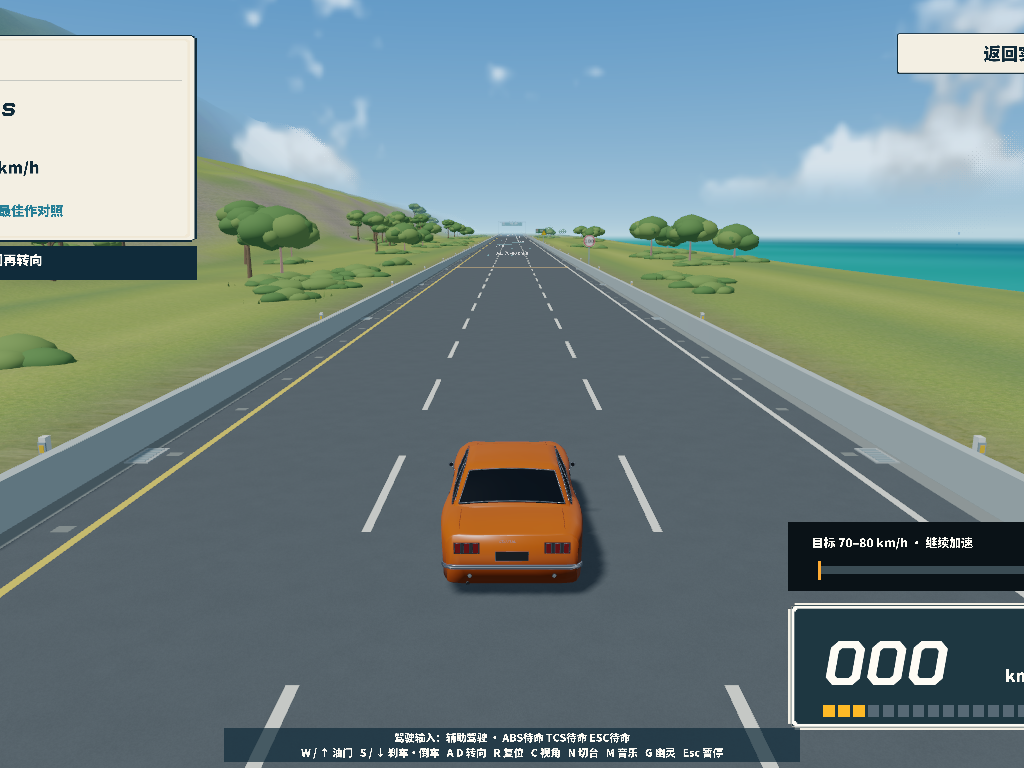 s
km/h
最佳作对照
再转向
返回
目标 70–80 km/h · 继续加速
000
km
驾驶输入：辅助驾驶 · ABS待命 TCS待命 ESC待命
W / ↑ 油门 S / ↓ 刹车·倒车 A D 转向 R 复位 C 视角 N 切台 M 音乐 G 幽灵 Esc 暂停